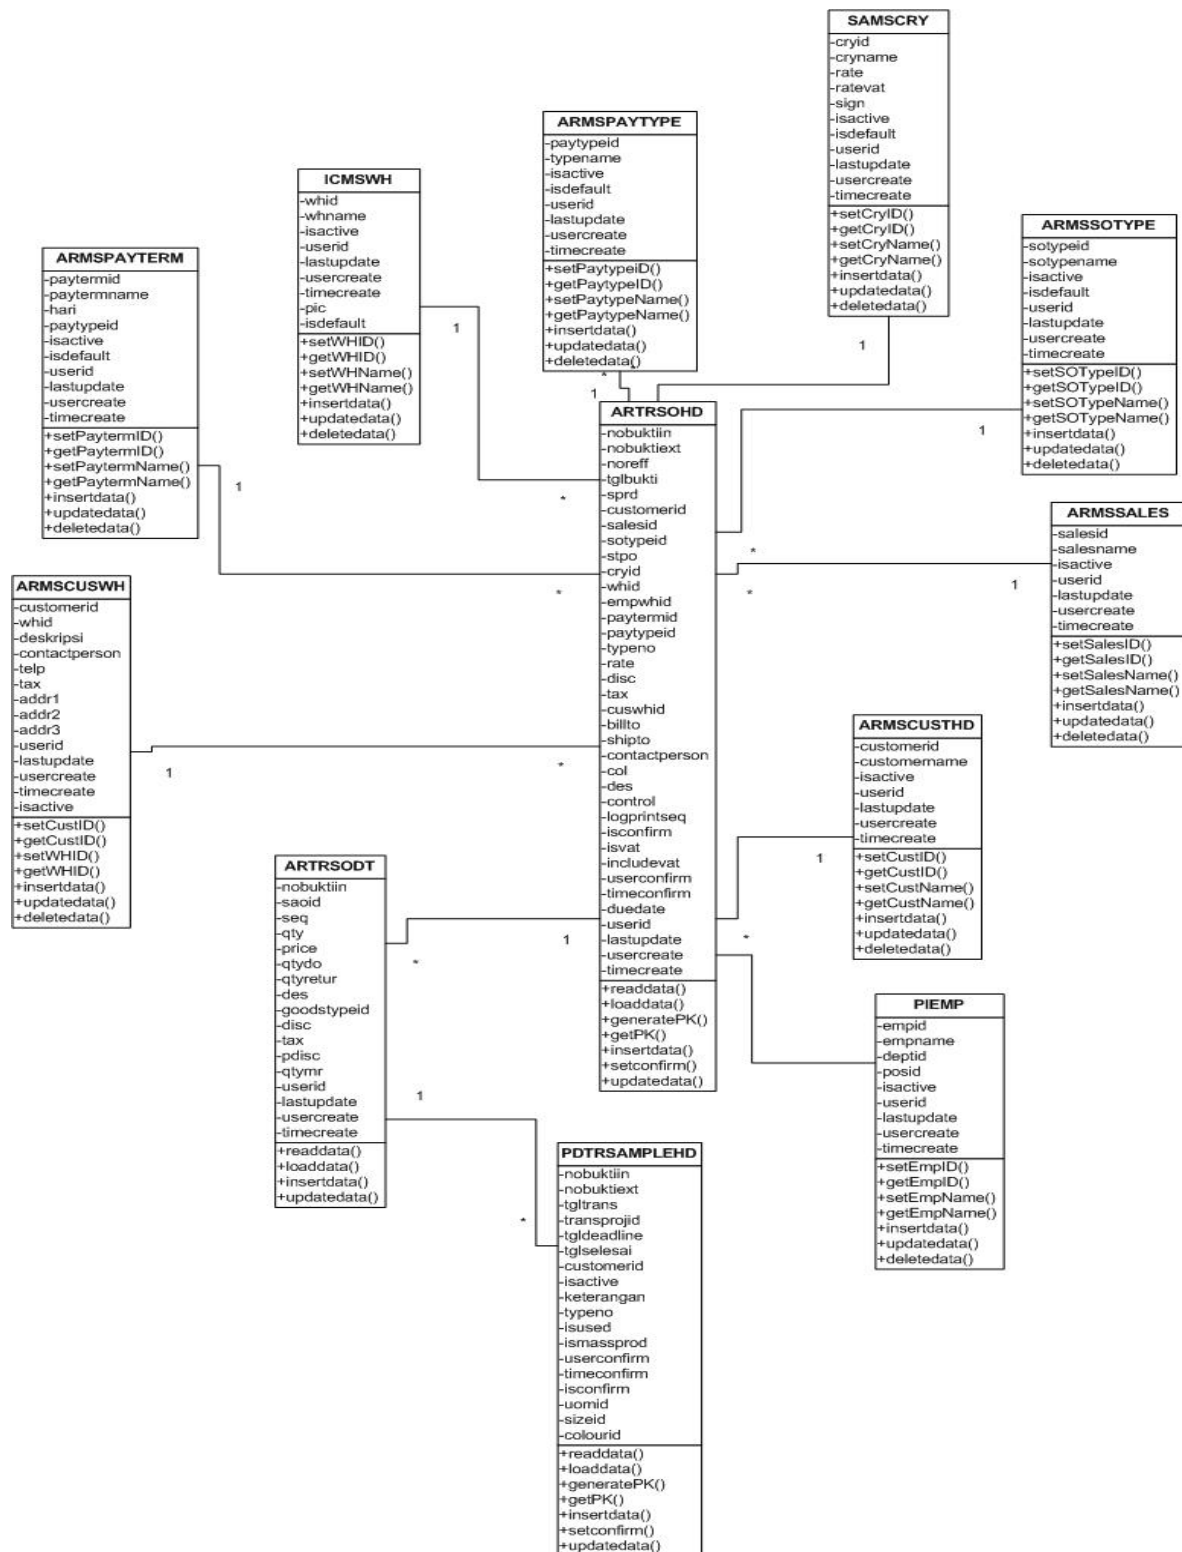 SAMSCRY
-cryid
-cryname
-rate
-ratevat
-sign
-isactive
-isdefault
-userid
-lastupdate
-usercreate
-timecreate
+setCryID()
+getCryID()
+setCryName()
+getCryName()
+insertdata()
+updatedata()
+deletedata()
1
ARMSPAYTYPE
-paytypeid
-typename
-isactive
-isdefault
-userid
-lastupdate
-usercreate
-timecreate
+setPaytypeiD()
+getPaytypeID()
+setPaytypeName()
+getPaytypeName()
+insertdata()
+updatedata()
+deletedata()
*
*
1
ICMSWH
-whid
-whname
-isactive
-userid
-lastupdate
-usercreate
-timecreate
-pic
-isdefault
+setWHID()
+getWHID()
+setWHName()
+getWHName()
+insertdata()
+updatedata()
+deletedata()
1
*
ARMSSOTYPE
-sotypeid
-sotypename
-isactive
-isdefault
-userid
-lastupdate
-usercreate
-timecreate
+setSOTypeID()
+getSOTypeID()
+setSOTypeName()
+getSOTypeName()
+insertdata()
+updatedata()
+deletedata()
1
ARMSPAYTERM
-paytermid
-paytermname
-hari
-paytypeid
-isactive
-isdefault
-userid
-lastupdate
-usercreate
-timecreate
+setPaytermID()
+getPaytermID()
+setPaytermName()
+getPaytermName()
+insertdata()
+updatedata()
+deletedata()
1
*
ARTRSOHD
-nobuktiin
-nobuktiext
-noreff
-tglbukti
-sprd
-customerid
-salesid
-sotypeid
-stpo
-cryid
-whid
-empwhid
-paytermid
-paytypeid
-typeno
-rate
-disc
-tax
-cuswhid
-billto
-shipto
-contactperson
-col
-des
-control
-logprintseq
-isconfirm
-isvat
-includevat
-userconfirm
-timeconfirm
-duedate
-userid
-lastupdate
-usercreate
-timecreate
+readdata()
+loaddata()
+generatePK()
+getPK()
+insertdata()
+setconfirm()
+updatedata()
ARMSSALES
-salesid
-salesname
-isactive
-userid
-lastupdate
-usercreate
-timecreate
+setSalesID()
+getSalesID()
+setSalesName()
+getSalesName()
+insertdata()
+updatedata()
+deletedata()
*
*
1
ARMSCUSWH
-customerid
-whid
-deskripsi
-contactperson
-telp
-tax
-addr1
-addr2
-addr3
-userid
-lastupdate
-usercreate
-timecreate
-isactive
+setCustID()
+getCustID()
+setWHID()
+getWHID()
+insertdata()
+updatedata()
+deletedata()
1
*
ARMSCUSTHD
-customerid
-customername
-isactive
-userid
-lastupdate
-usercreate
-timecreate
+setCustID()
+getCustID()
+setCustName()
+getCustName()
+insertdata()
+updatedata()
+deletedata()
1
*
ARTRSODT
-nobuktiin
-saoid
-seq
-qty
-price
-qtydo
-qtyretur
-des
-goodstypeid
-disc
-tax
-pdisc
-qtymr
-userid
-lastupdate
-usercreate
-timecreate
+readdata()
+loaddata()
+insertdata()
+updatedata()
1
*
1
*
PIEMP
-empid
-empname
-deptid
-posid
-isactive
-userid
-lastupdate
-usercreate
-timecreate
+setEmpID()
+getEmpID()
+setEmpName()
+getEmpName()
+insertdata()
+updatedata()
+deletedata()
PDTRSAMPLEHD
-nobuktiin
-nobuktiext
-tgltrans
-transprojid
-tgldeadline
-tglselesai
-customerid
-isactive
-keterangan
-typeno
-isused
-ismassprod
-userconfirm
-timeconfirm
-isconfirm
-uomid
-sizeid
-colourid
+readdata()
+loaddata()
+generatePK()
+getPK()
+insertdata()
+setconfirm()
+updatedata()